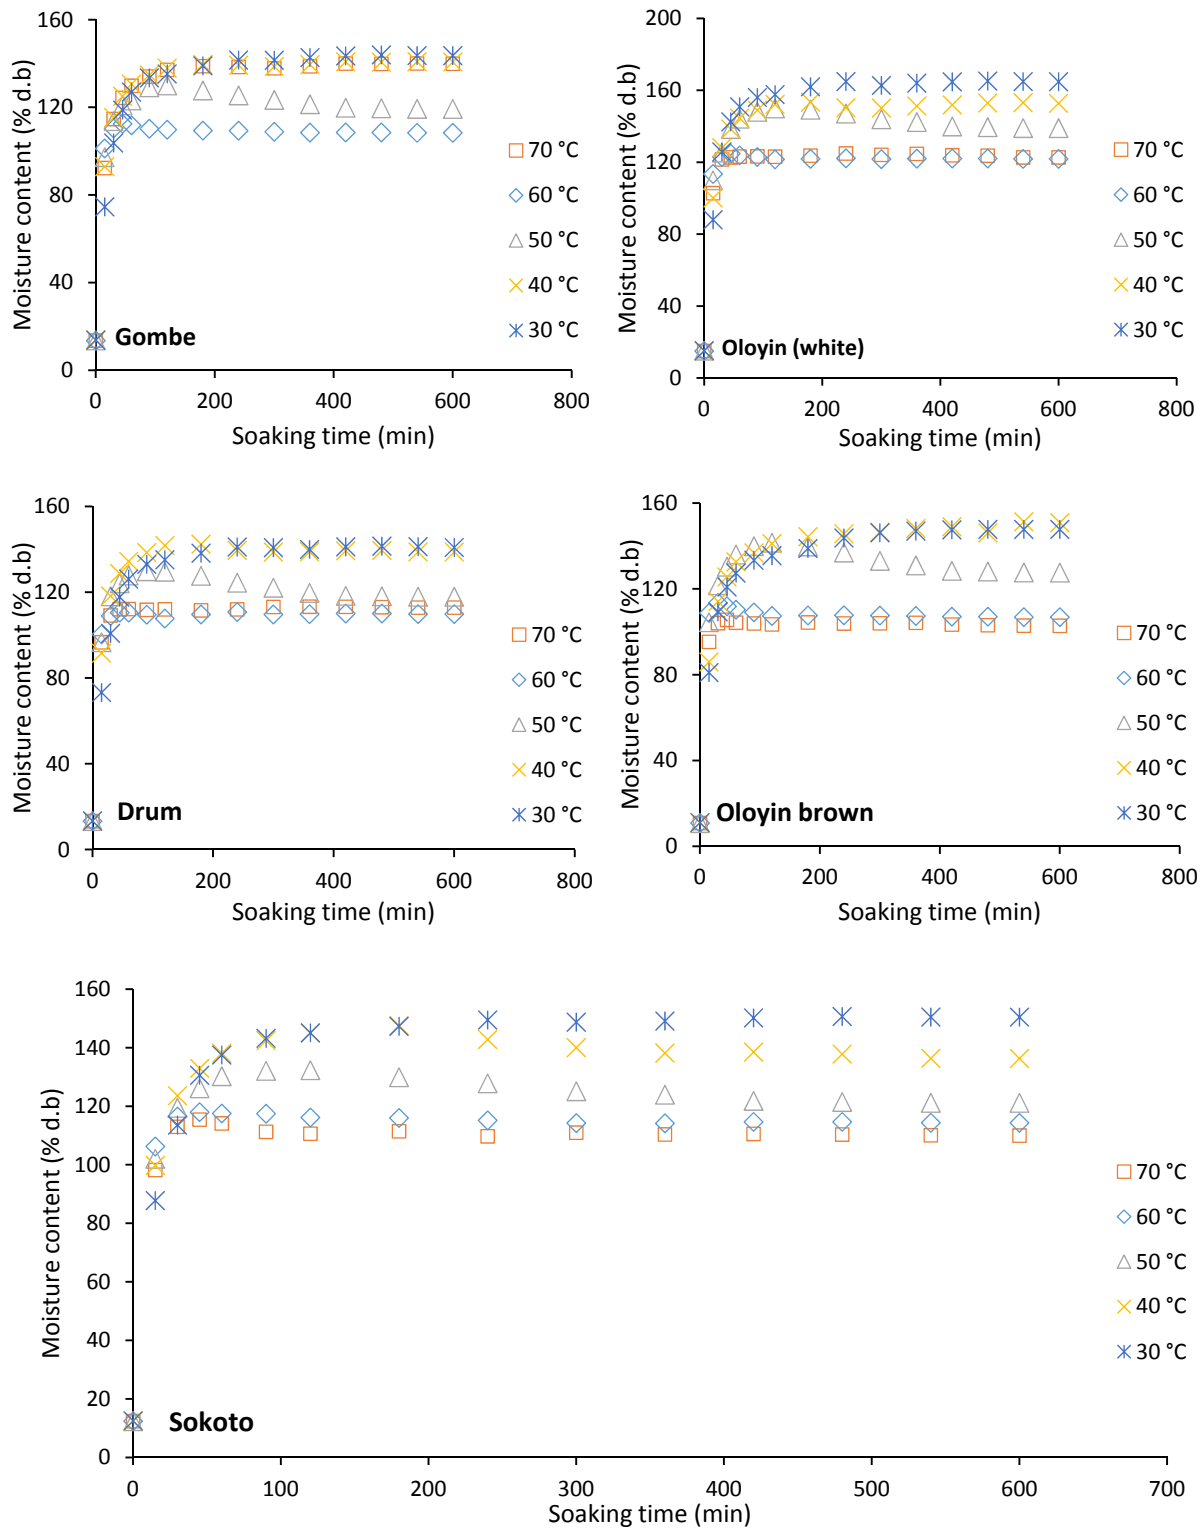 Moisture content (% d.b)
160
120
80
40
0
0
200
400
600
800
Soaking time (min)
Gombe
70 °C
60 °C
50 °C
40 °C
30 °C
Moisture content (% d.b)
200
160
120
80
40
0
0
200
400
600
800
Soaking time (min)
Oloyin (white)
70 °C
60 °C
50 °C
40 °C
30 °C
Moisture content (% d.b)
160
120
80
40
0
0
200
400
600
800
Soaking time (min)
Drum
70 °C
60 °C
50 °C
40 °C
30 °C
Moisture content (% d.b)
160
120
80
40
0
0
200
400
600
800
Soaking time (min)
Oloyin brown
70 °C
60 °C
50 °C
40 °C
30 °C
Moisture content (% d.b)
160
140
120
100
80
60
40
20
0
0
100
200
300
400
500
600
700
Soaking time (min)
Sokoto
70 °C
60 °C
50 °C
40 °C
30 °C